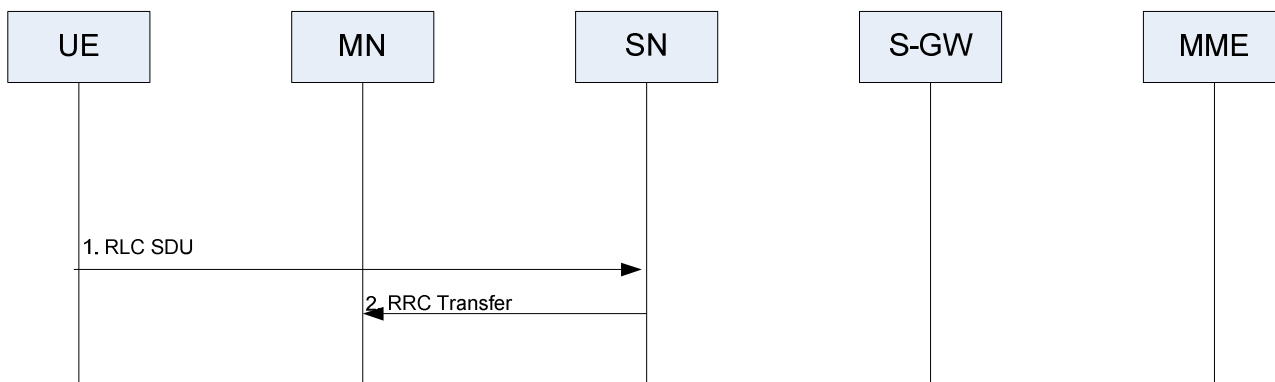 UE
MN
SN
S-GW
MME
1. RLC SDU
2. RRC Transfer